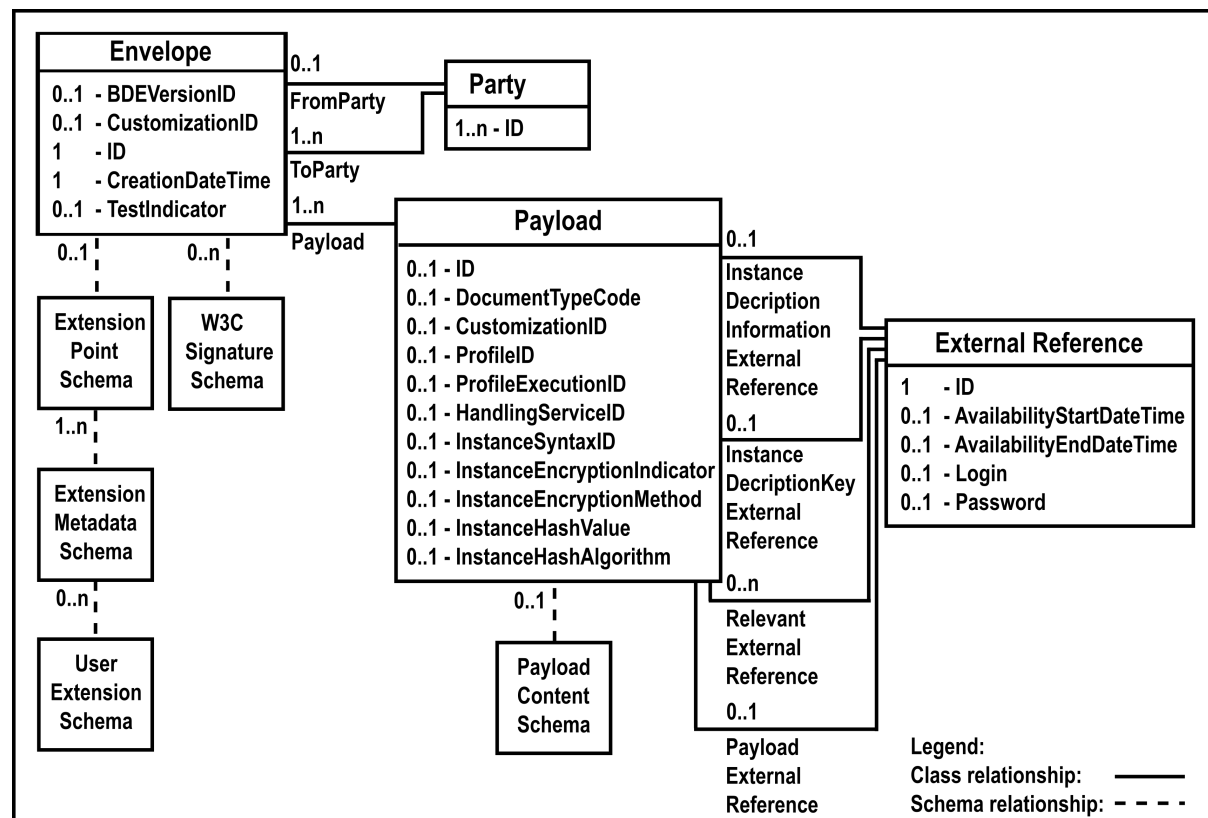 Envelope
0..1 - BDEVersionID
0..1 - CustomizationID
1 - ID
1 - CreationDateTime
0..1 - TestIndicator
0..1
FromParty
1..n
ToParty
1..n
Payload
Party
1..n - ID
0..1
0..n
Extension
Point
Schema
W3C
Signature
Schema
1..n
Extension
Metadata
Schema
0..n
User
Extension
Schema
Payload
0..1 - ID
0..1 - DocumentTypeCode
0..1 - CustomizationID
0..1 - ProfileID
0..1 - ProfileExecutionID
0..1 - HandlingServiceID
0..1 - InstanceSyntaxID
0..1 - InstanceEncryptionIndicator
0..1 - InstanceEncryptionMethod
0..1 - InstanceHashValue
0..1 - InstanceHashAlgorithm
0..1
Payload
Content
Schema
0..1
Instance
Decription
Information
External
Reference
0..1
Instance
DecriptionKey
External
Reference
0..n
Relevant
External
Reference
0..1
Payload
External
Reference
External Reference
1 - ID
0..1 - AvailabilityStartDateTime
0..1 - AvailabilityEndDateTime
0..1 - Login
0..1 - Password
Legend:
Class relationship:
Schema relationship: